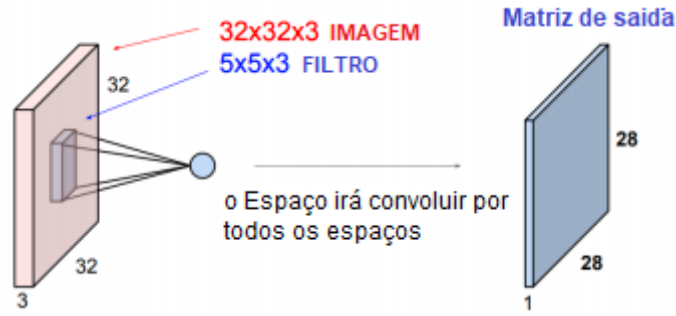 32x32x3 IMAGEM
5x5x3 FILTRO
32
32
3
o Espaço irá convoluir por
todos os espaços
Matriz de saida
28
28
1